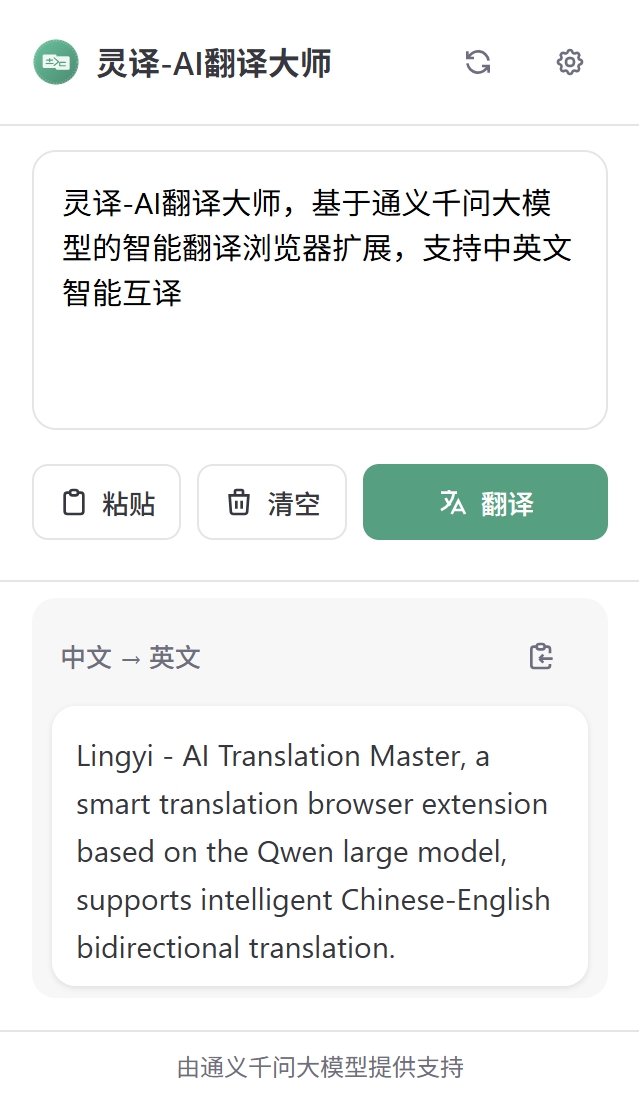 灵译-AI翻译大师
灵译-AI翻译大师，基于通义千问大模
型的智能翻译浏览器扩展，支持中英文
智能互译
粘贴
清空
翻译
中文 → 英文
Lingyi - AI Translation Master, a
smart translation browser extension
based on the Qwen large model,
supports intelligent Chinese-English
bidirectional translation.
由通义千问大模型提供支持